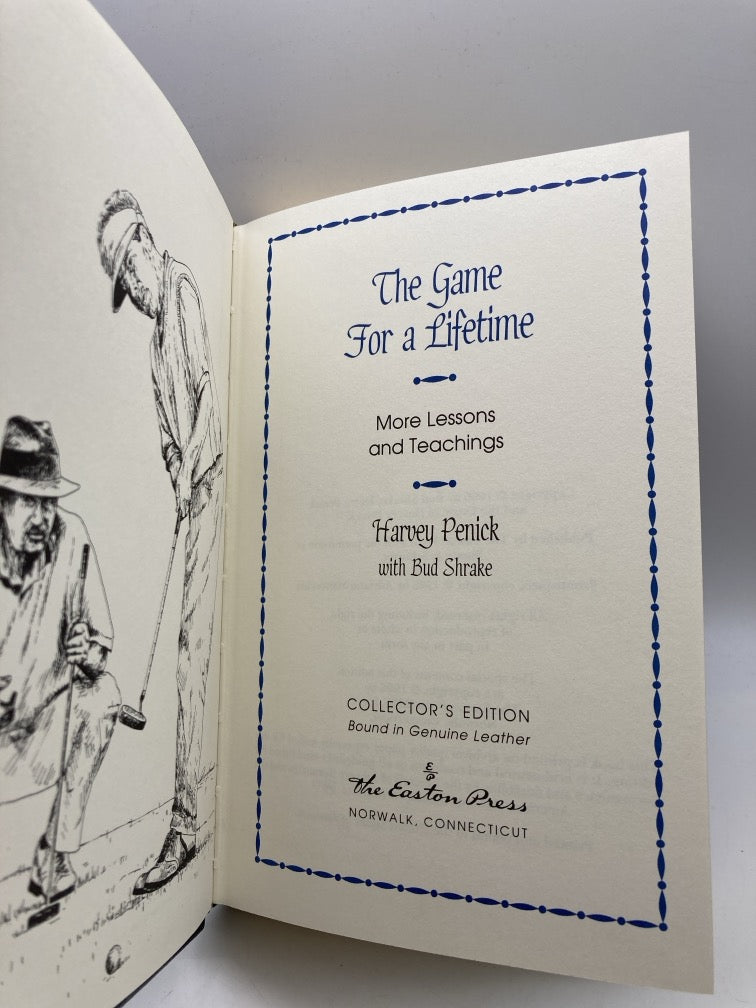 The Game
For a Lifetime
More Lessons
and Teachings
Harvey Penick
with Bud Shrake
COLLECTOR'S EDITION
Bound in Genuine Leather
E
P
The Easton Press
NORWALK, CONNECTICUT